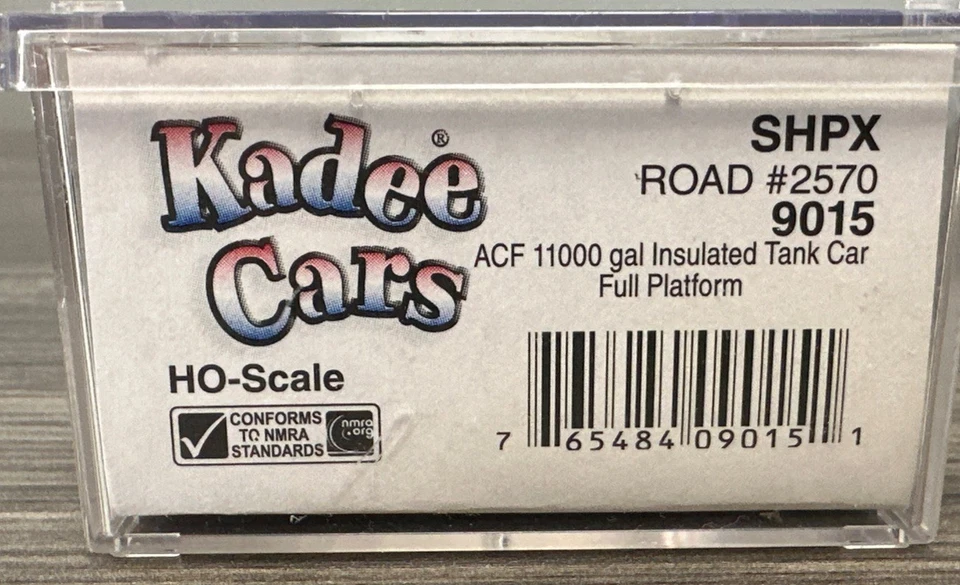 Kadee®
Cars
HO-Scale
CONFORMS
TO NMRA
STANDARDS
nmra
.org
SHPX
ROAD #2570
9015
ACF 11000 gal Insulated Tank Car
Full Platform
7 65484 09015 1